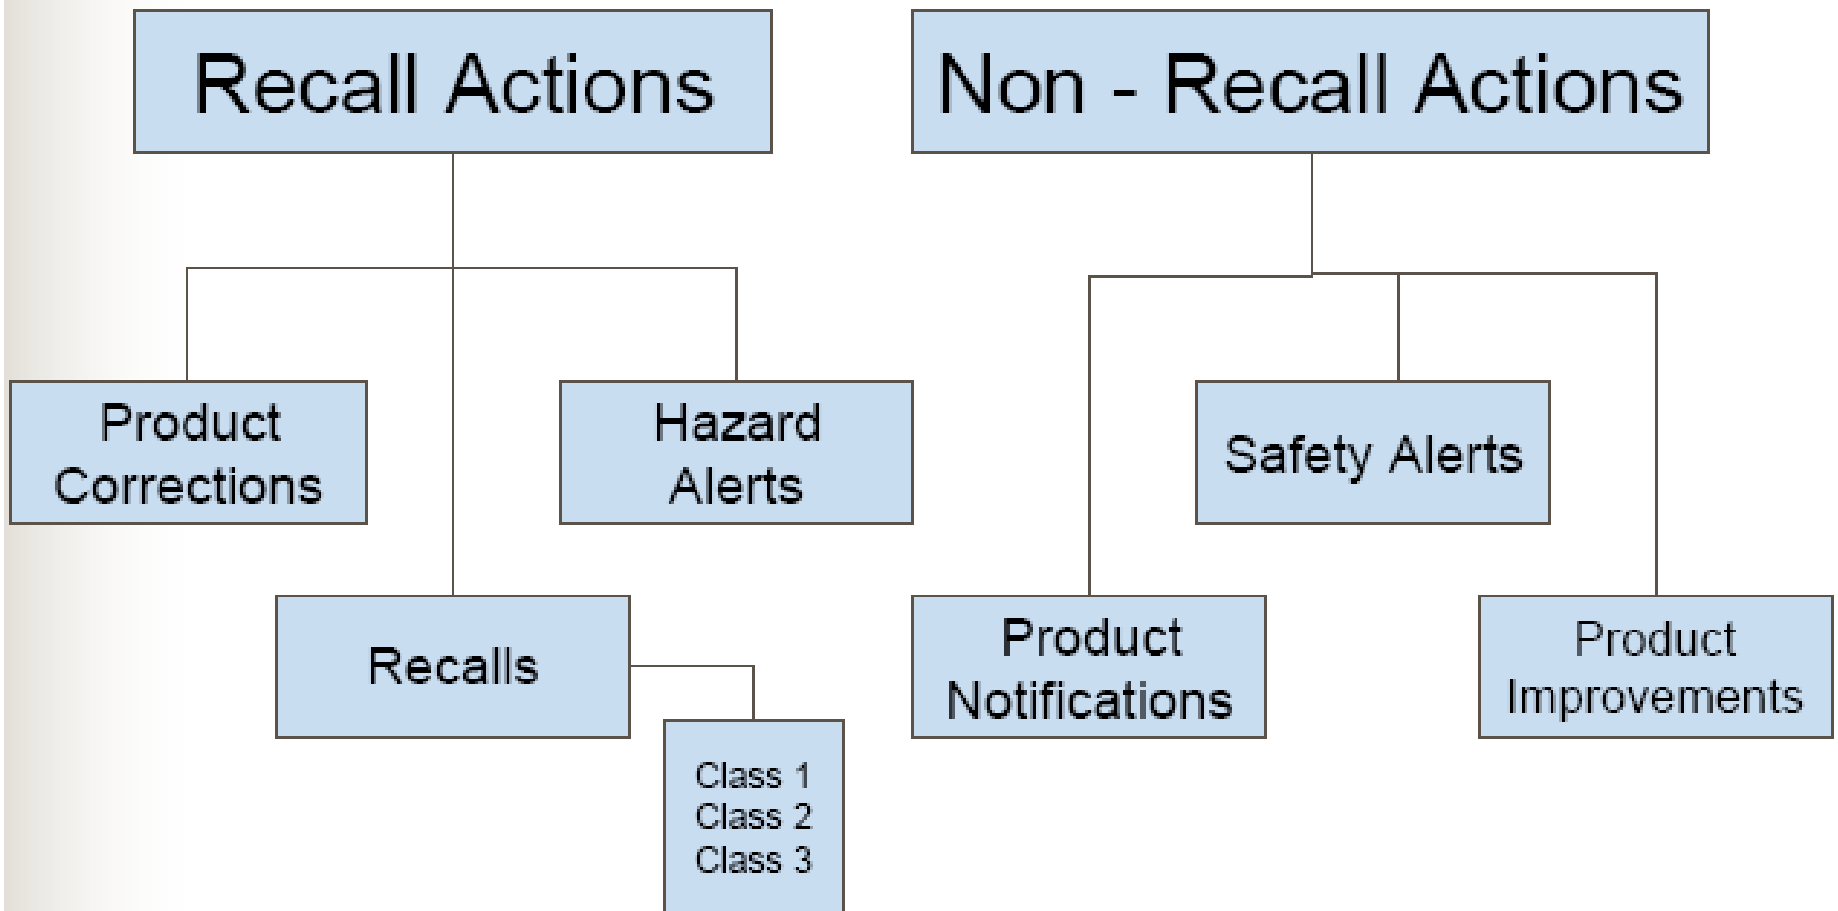 Recall Actions
Non - Recall Actions
Product
Corrections
Hazard
Alerts
Safety Alerts
Recalls
Product
Notifications
Product
Improvements
Class 1
Class 2
Class 3